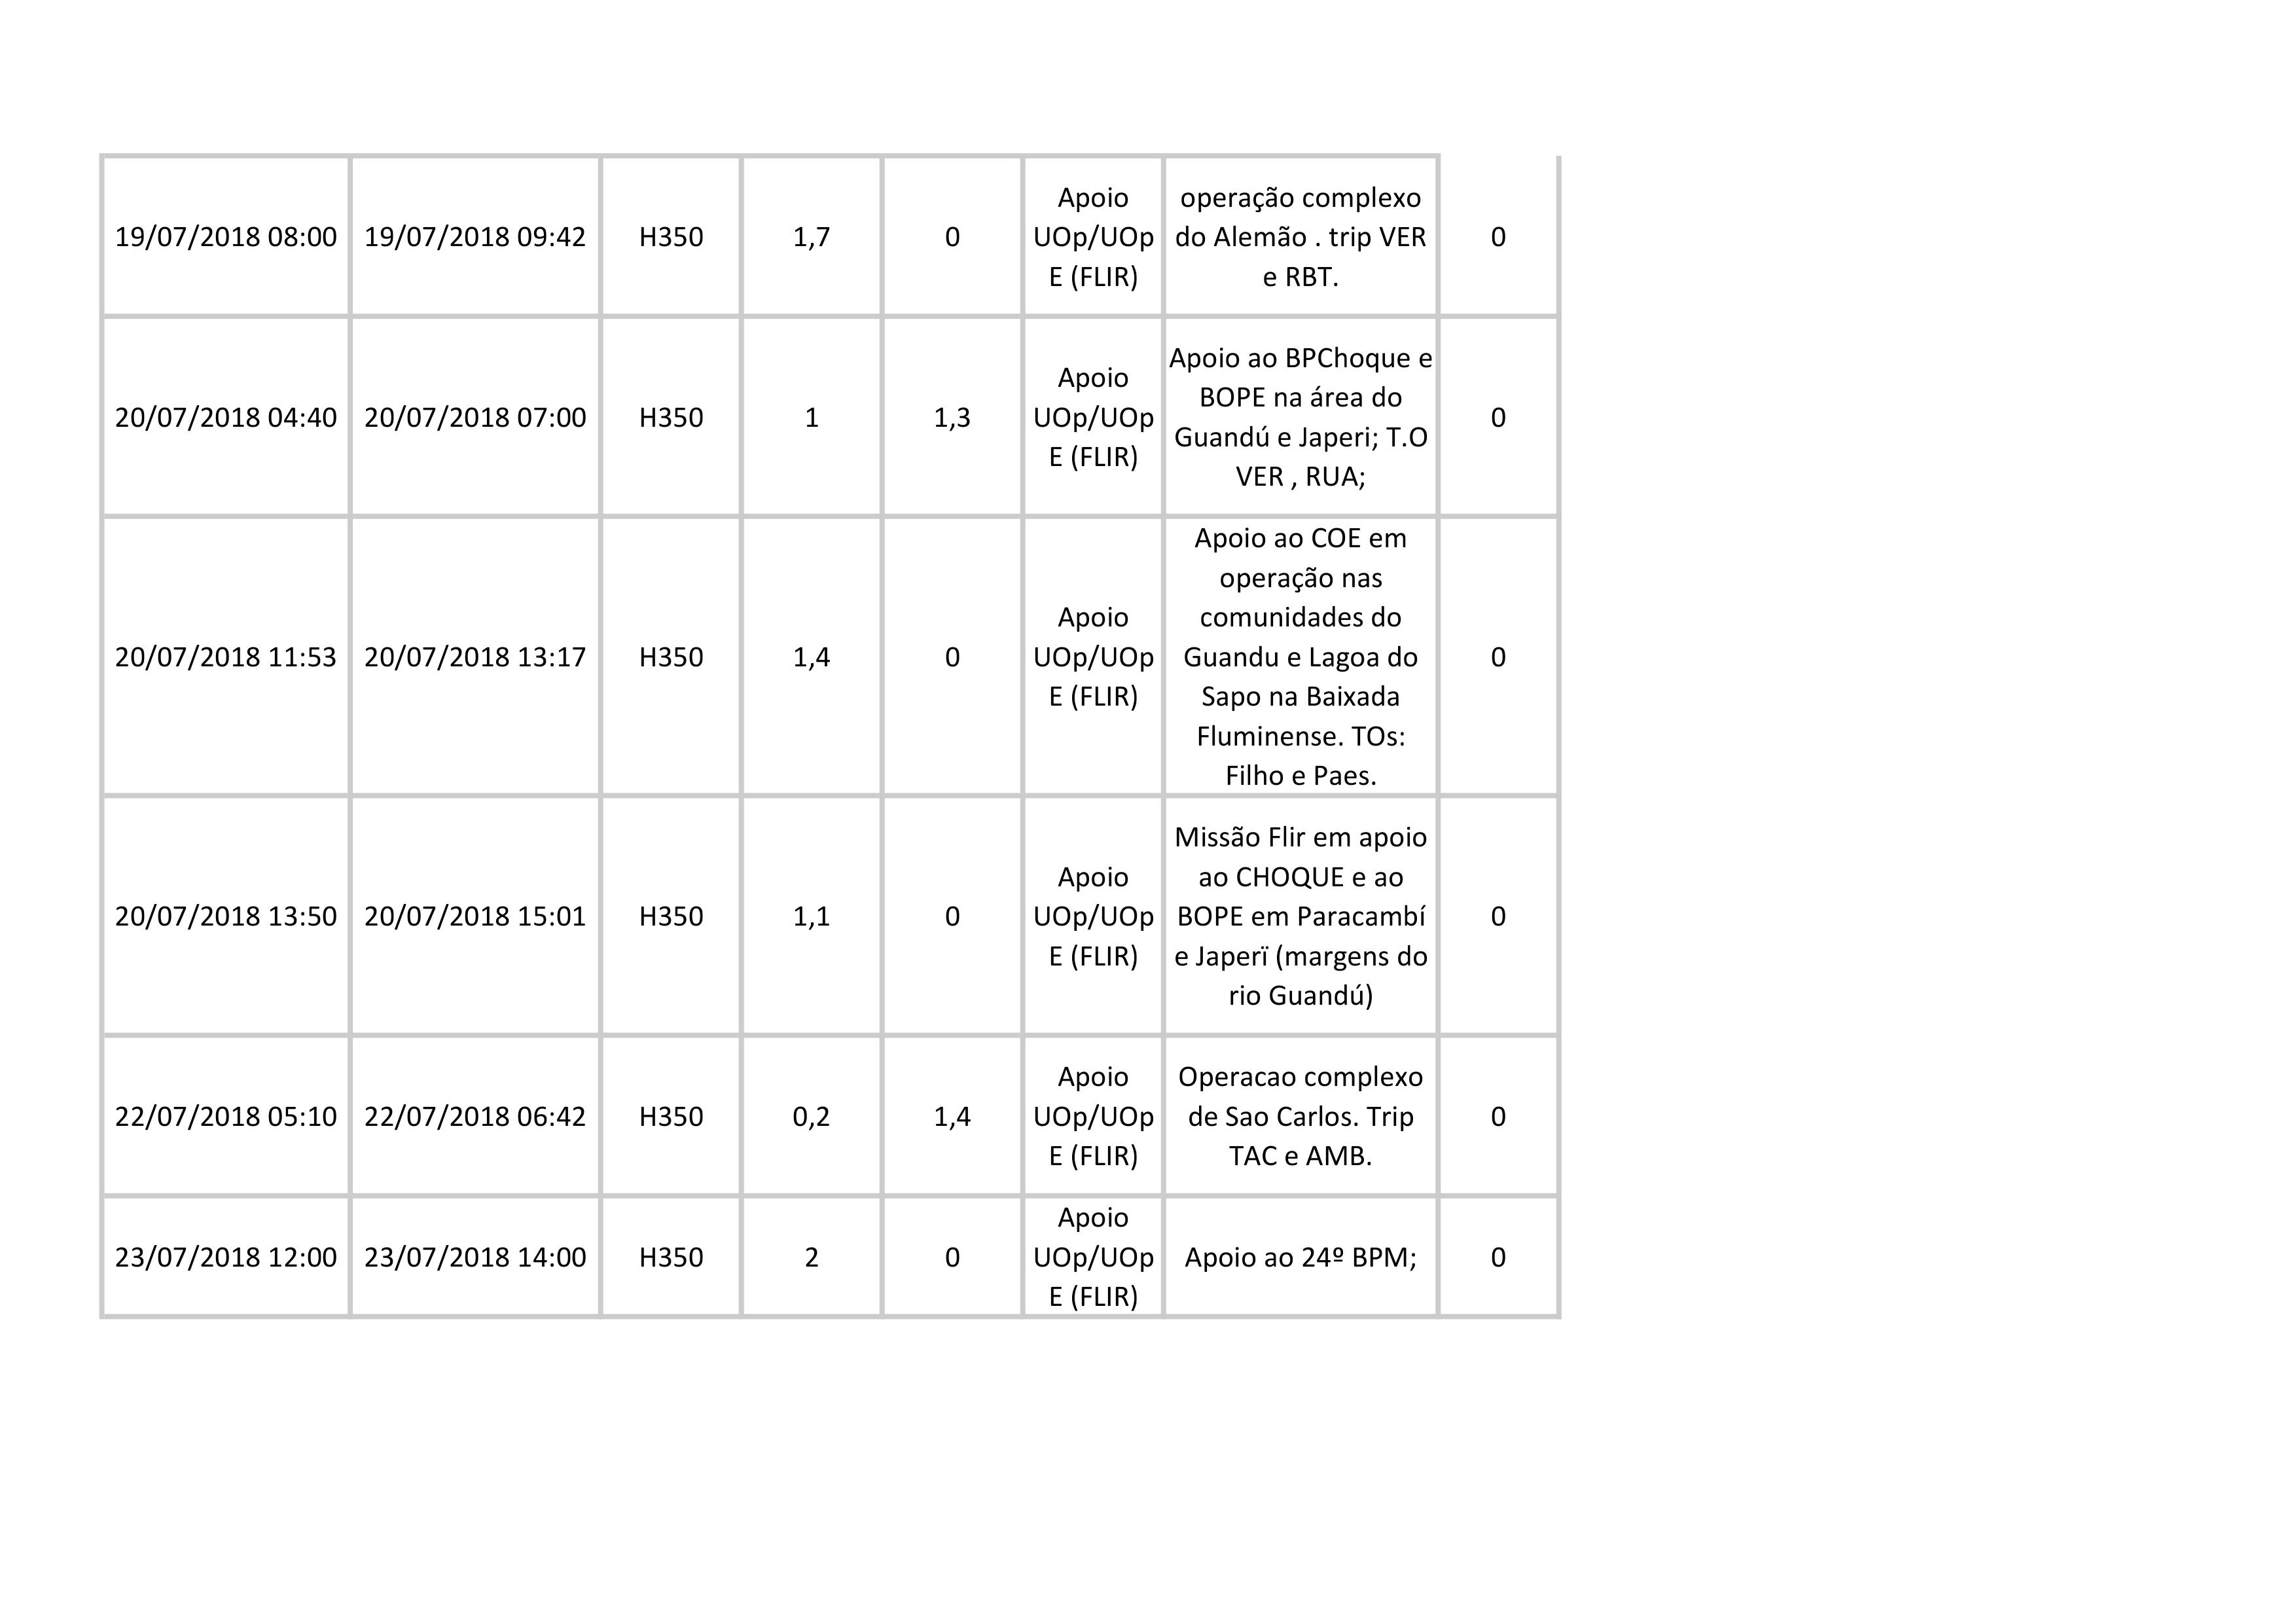 19/07/2018 08:00 19/07/2018 09:42 H350 1,7 0 Apoio UOp/UOp E (FLIR) operação complexo do Alemão . trip VER e RBT. 0
20/07/2018 04:40 20/07/2018 07:00 H350 1 1,3 Apoio UOp/UOp E (FLIR) Apoio ao BPChoque e BOPE na área do Guandú e Japeri; T.O VER , RUA; 0
20/07/2018 11:53 20/07/2018 13:17 H350 1,4 0 Apoio UOp/UOp E (FLIR) Apoio ao COE em operação nas comunidades do Guandu e Lagoa do Sapo na Baixada Fluminense. TOs: Filho e Paes. 0
20/07/2018 13:50 20/07/2018 15:01 H350 1,1 0 Apoio UOp/UOp E (FLIR) Missão Flir em apoio ao CHOQUE e ao BOPE em Paracambí e Japerï (margens do rio Guandú) 0
22/07/2018 05:10 22/07/2018 06:42 H350 0,2 1,4 Apoio UOp/UOp E (FLIR) Operacao complexo de Sao Carlos. Trip TAC e AMB. 0
23/07/2018 12:00 23/07/2018 14:00 H350 2 0 Apoio UOp/UOp E (FLIR) Apoio ao 24º BPM; 0